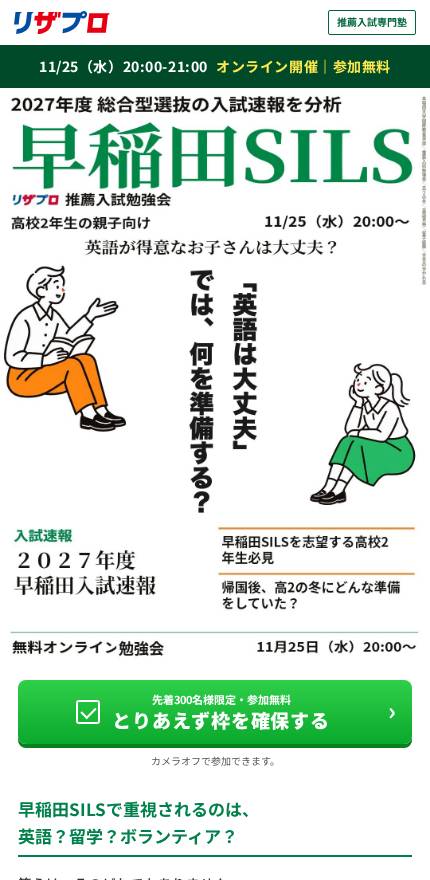 リザプロ
推薦入試専門塾
11/25（水）20:00-21:00 オンライン開催｜参加無料
2027年度 総合型選抜の入試速報を分析
早稲田SILS
リザプロ 推薦入試勉強会
高校2年生の親子向け
11/25（水）20:00〜
英語が得意なお子さんは大丈夫？
「英語は大丈夫」
では、何を準備する？
入試速報
２０２７年度
早稲田入試速報
早稲田SILSを志望する高校2
年生必見
帰国後、高2の冬にどんな準備
をしていた？
無料オンライン勉強会
11月25日（水）20:00〜
先着300名様限定・参加無料
とりあえず枠を確保する
カメラオフで参加できます。
早稲田SILSで重視されるのは、
英語？留学？ボランティア？